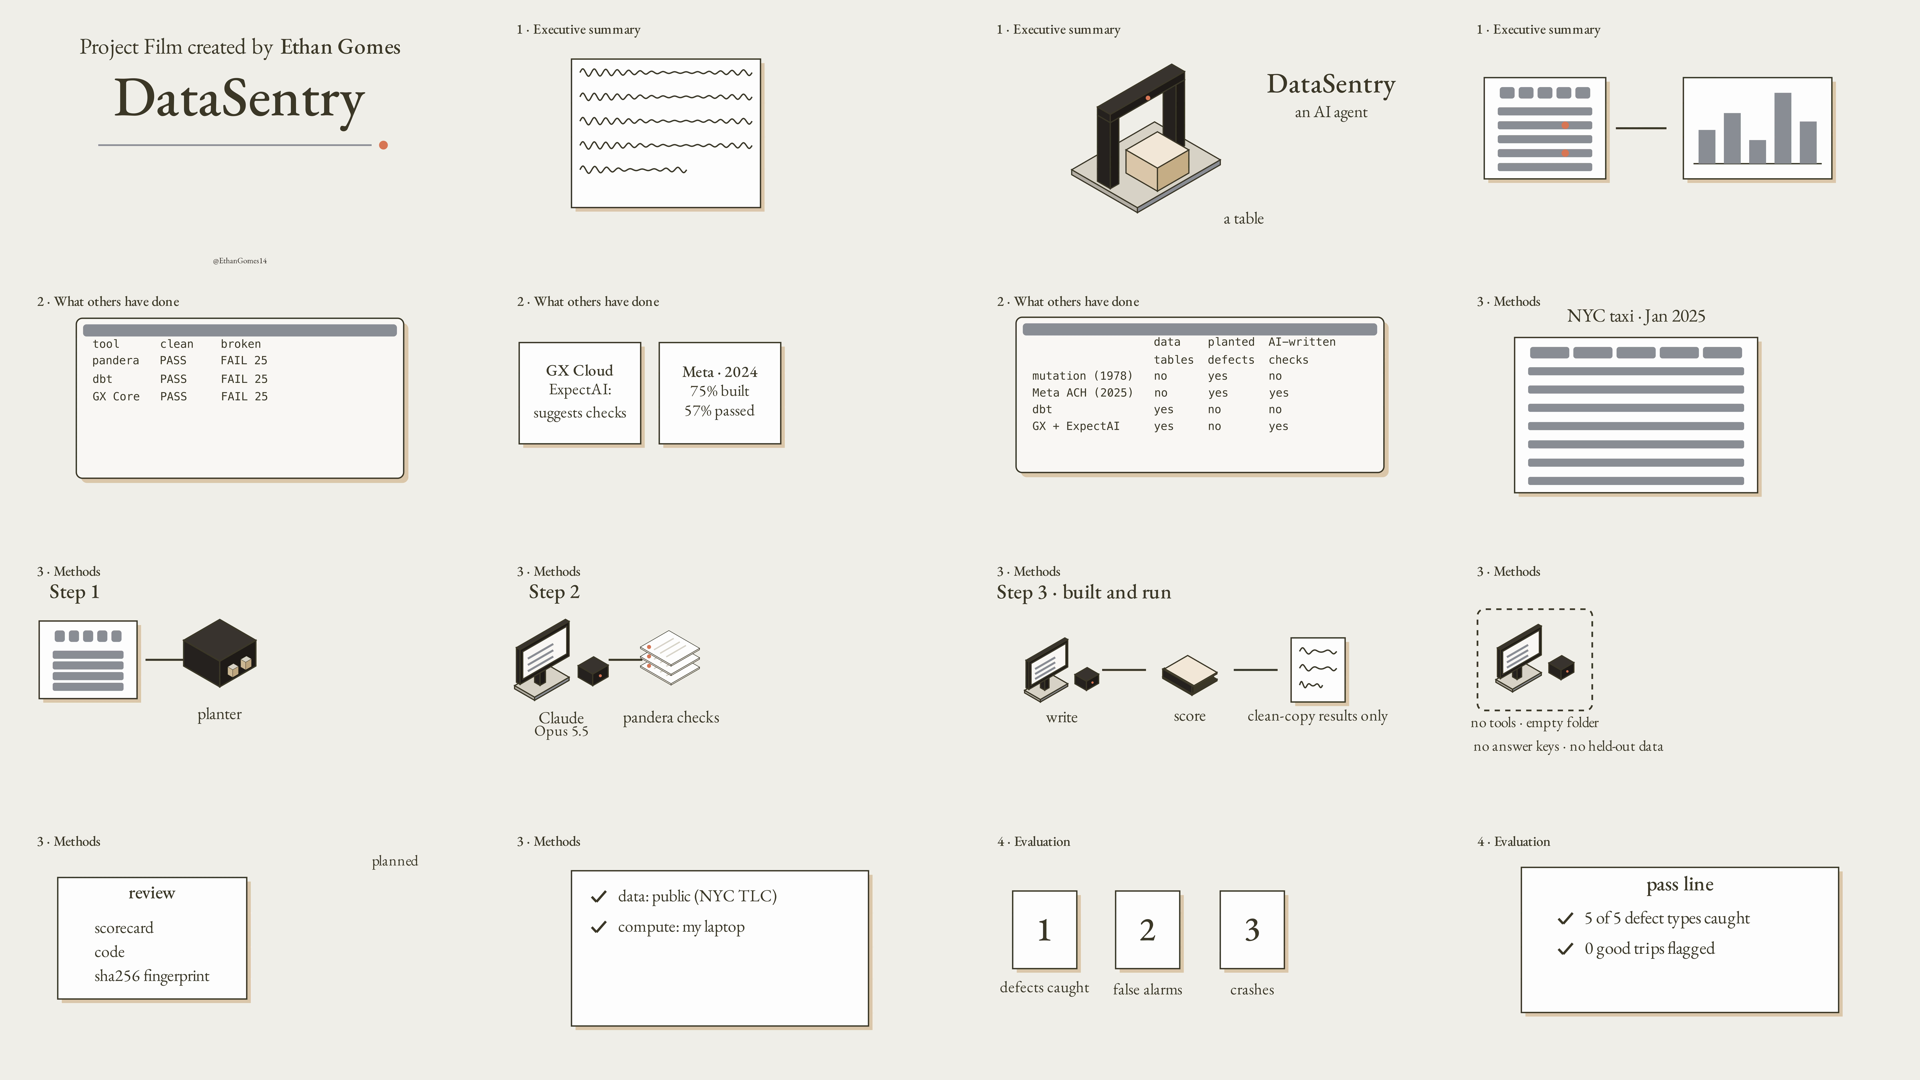 Project Film created by Ethan Gomes
DataSentry
@EthanGomes14
1 · Executive summary
1 · Executive summary
DataSentry
an AI agent
a table
1 · Executive summary
2 · What others have done
tool clean broken
pandera PASS FAIL 25
dbt PASS FAIL 25
GX Core PASS FAIL 25
2 · What others have done
GX Cloud
ExpectAI:
suggests checks
Meta · 2024
75% built
57% passed
2 · What others have done
data planted AI-written
tables defects checks
mutation (1978) no yes no
Meta ACH (2025) no yes yes
dbt yes no no
GX + ExpectAI yes no yes
3 · Methods
NYC taxi · Jan 2025
3 · Methods
Step 1
planter
3 · Methods
Step 2
Claude
Opus 5.5
pandera checks
3 · Methods
Step 3 · built and run
write
score
clean-copy results only
3 · Methods
no tools · empty folder
no answer keys · no held-out data
3 · Methods
planned
review
scorecard
code
sha256 fingerprint
3 · Methods
data: public (NYC TLC)
compute: my laptop
4 · Evaluation
1
2
3
defects caught
false alarms
crashes
4 · Evaluation
pass line
5 of 5 defect types caught
0 good trips flagged